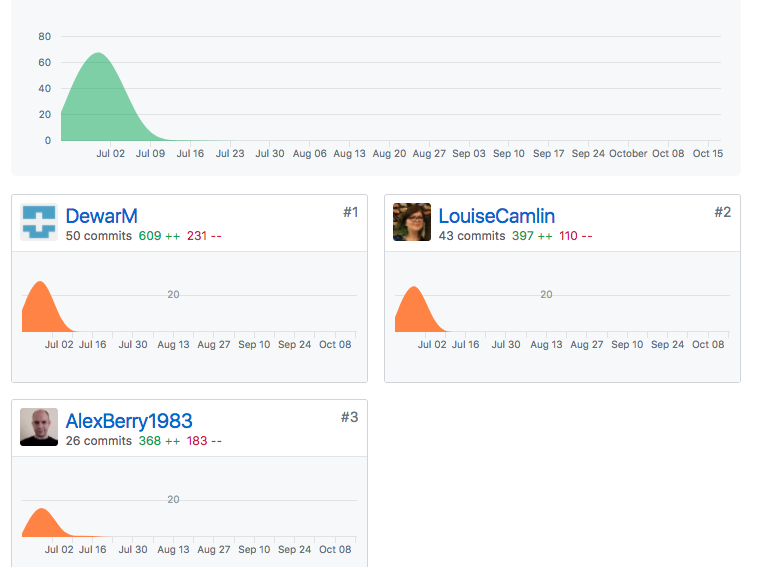 80
60
40
20
0
Jul 02 Jul 09 Jul 16 Jul 23 Jul 30 Aug 06 Aug 13 Aug 20 Aug 27 Sep 03 Sep 10 Sep 17 Sep 24 October Oct 08 Oct 15
DewarM #1
50 commits 609 ++ 231 --
20
Jul 02 Jul 16 Jul 30 Aug 13 Aug 27 Sep 10 Sep 24 Oct 08
LouiseCamlin #2
43 commits 397 ++ 110 --
20
Jul 02 Jul 16 Jul 30 Aug 13 Aug 27 Sep 10 Sep 24 Oct 08
AlexBerry1983 #3
26 commits 368 ++ 183 --
20
Jul 02 Jul 16 Jul 30 Aug 13 Aug 27 Sep 10 Sep 24 Oct 08